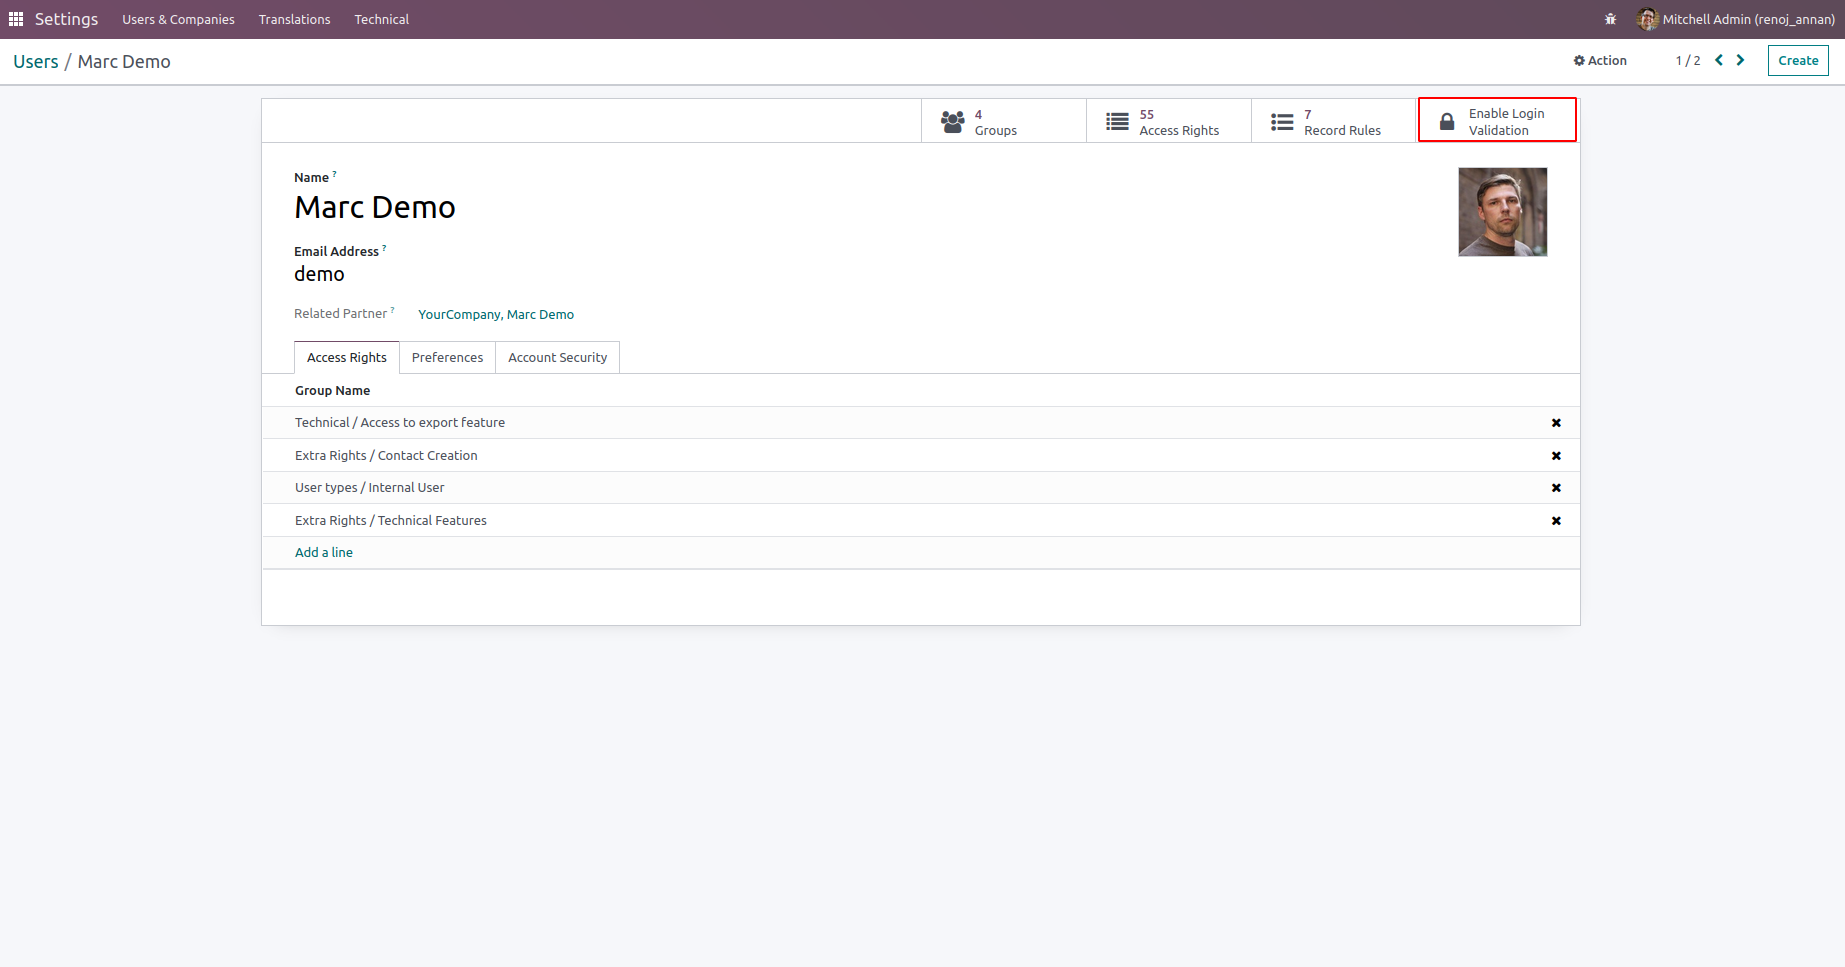 Settings Users & Companies Translations Technical Mitchell Admin (renoj_annan)
Users / Marc Demo Action 1 / 2 Create
4 Groups
55 Access Rights
7 Record Rules
Enable Login
Validation
Name ?
Marc Demo
Email Address ?
demo
Related Partner ? YourCompany, Marc Demo
Access Rights Preferences Account Security
Group Name
Technical / Access to export feature
Extra Rights / Contact Creation
User types / Internal User
Extra Rights / Technical Features
Add a line